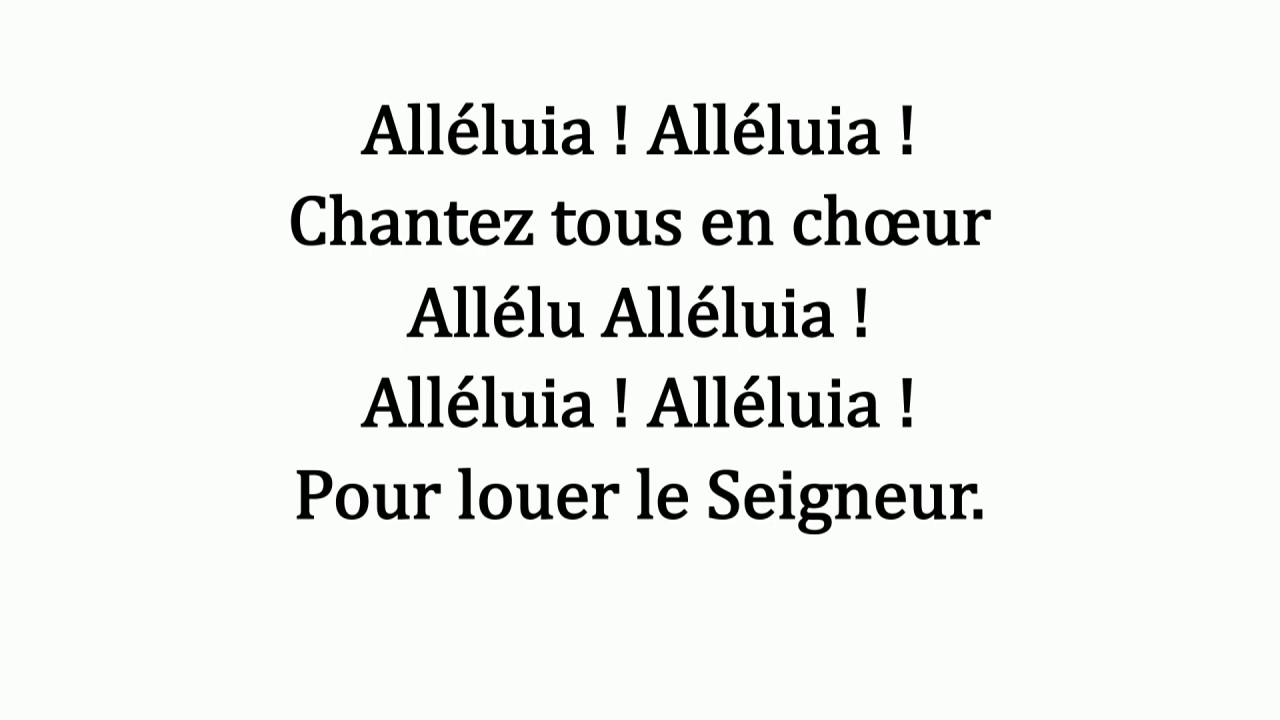 Alléluia ! Alléluia !
Chantez tous en chœur
Allélu Alléluia !
Alléluia ! Alléluia !
Pour louer le Seigneur.